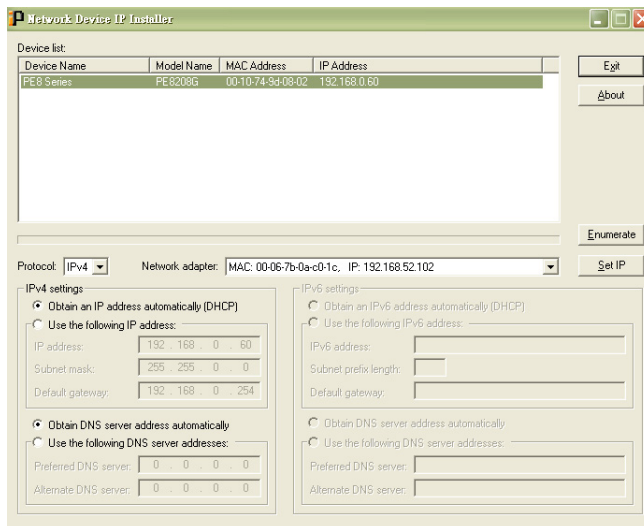 Network Device IP Installer
Device list:
Device Name Model Name MAC Address IP Address
PE8 Series PE8208G 00-10-74-9d-08-02 192.168.0.60
Exit
About
Enumerate
Protocol: IPv4 Network adapter: MAC: 00-06-7b-0a-c0-1c, IP: 192.168.52.102 Set IP
IPv4 settings
Obtain an IP address automatically (DHCP)
Use the following IP address:
IP address: 192 . 168 . 0 . 60
Subnet mask: 255 . 255 . 0 . 0
Default gateway: 192 . 168 . 0 . 254
Obtain DNS server address automatically
Use the following DNS server addresses:
Preferred DNS server: 0 . 0 . 0 . 0
Alternate DNS server: 0 . 0 . 0 . 0
IPv6 settings
Obtain an IPv6 address automatically (DHCP)
Use the following IPv6 address:
IPv6 address:
Subnet prefix length:
Default gateway:
Obtain DNS server address automatically
Use the following DNS server addresses:
Preferred DNS server:
Alternate DNS server: